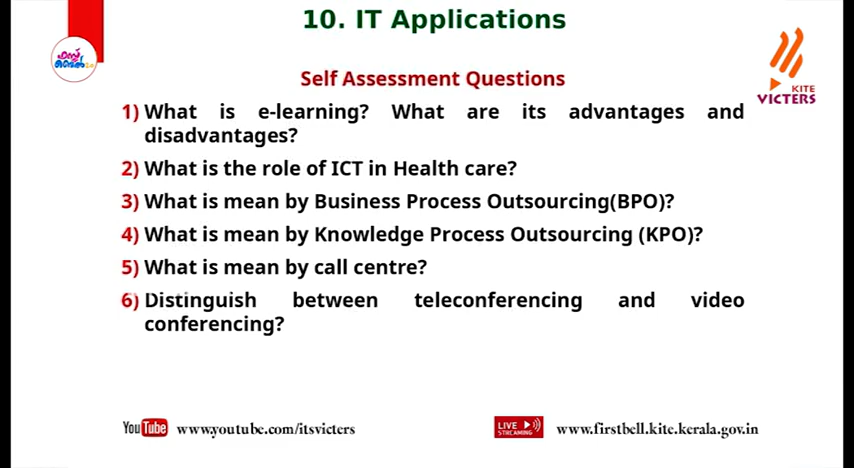 10. IT Applications
Self Assessment Questions
KITE
VICTERS
1) What is e-learning? What are its advantages and
disadvantages?
2) What is the role of ICT in Health care?
3) What is mean by Business Process Outsourcing(BPO)?
4) What is mean by Knowledge Process Outsourcing (KPO)?
5) What is mean by call centre?
6) Distinguish between teleconferencing and video
conferencing?
YouTube www.youtube.com/itsvicters
LIVE STREAMING www.firstbell.kite.kerala.gov.in